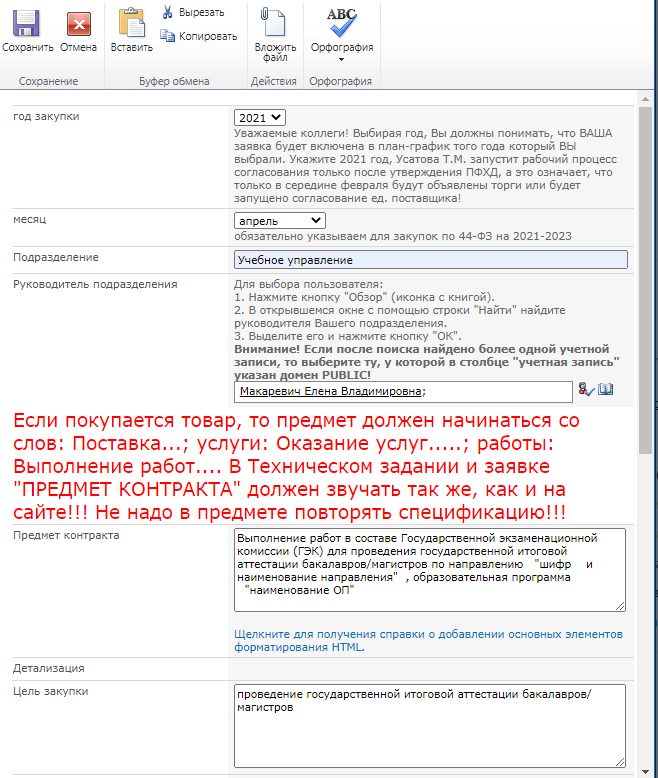 Сохранить Отмена
Вставить
Вырезать
Копировать
Вложить файл
ABC
Орфография
Сохранение Буфер обмена Действия Орфография
год закупки
2021
Уважаемые коллеги! Выбирая год, Вы должны понимать, что ВАША
заявка будет включена в план-график того года который ВЫ
выбрали. Укажите 2021 год, Усатова Т.М. запустит рабочий процесс
согласования только после утверждения ПФХД, а это означает, что
только в середине февраля будут объявлены торги или будет
запущено согласование ед. поставщика!
месяц
апрель
обязательно указываем для закупок по 44-ФЗ на 2021-2023
Подразделение
Учебное управление
Руководитель подразделения
Для выбора пользователя:
1. Нажмите кнопку "Обзор" (иконка с книгой).
2. В открывшемся окне с помощью строки "Найти" найдите
руководителя Вашего подразделения.
3. Выделите его и нажмите кнопку "ОК".
Внимание! Если после поиска найдено более одной учетной
записи, то выберите ту, у которой в столбце "учетная запись"
указан домен PUBLIC!
Макаревич Елена Владимировна;
Если покупается товар, то предмет должен начинаться со
слов: Поставка...; услуги: Оказание услуг.....; работы:
Выполнение работ.... В Техническом задании и заявке
"ПРЕДМЕТ КОНТРАКТА" должен звучать так же, как и на
сайте!!! Не надо в предмете повторять спецификацию!!!
Предмет контракта
Выполнение работ в составе Государственной экзаменационной
комиссии (ГЭК) для проведения государственной итоговой
аттестации бакалавров/магистров по направлению "шифр и
наименование направления" , образовательная программа
"наименование ОП"
Щелкните для получения справки о добавлении основных элементов
форматирования HTML.
Детализация
Цель закупки
проведение государственной итоговой аттестации бакалавров/
магистров